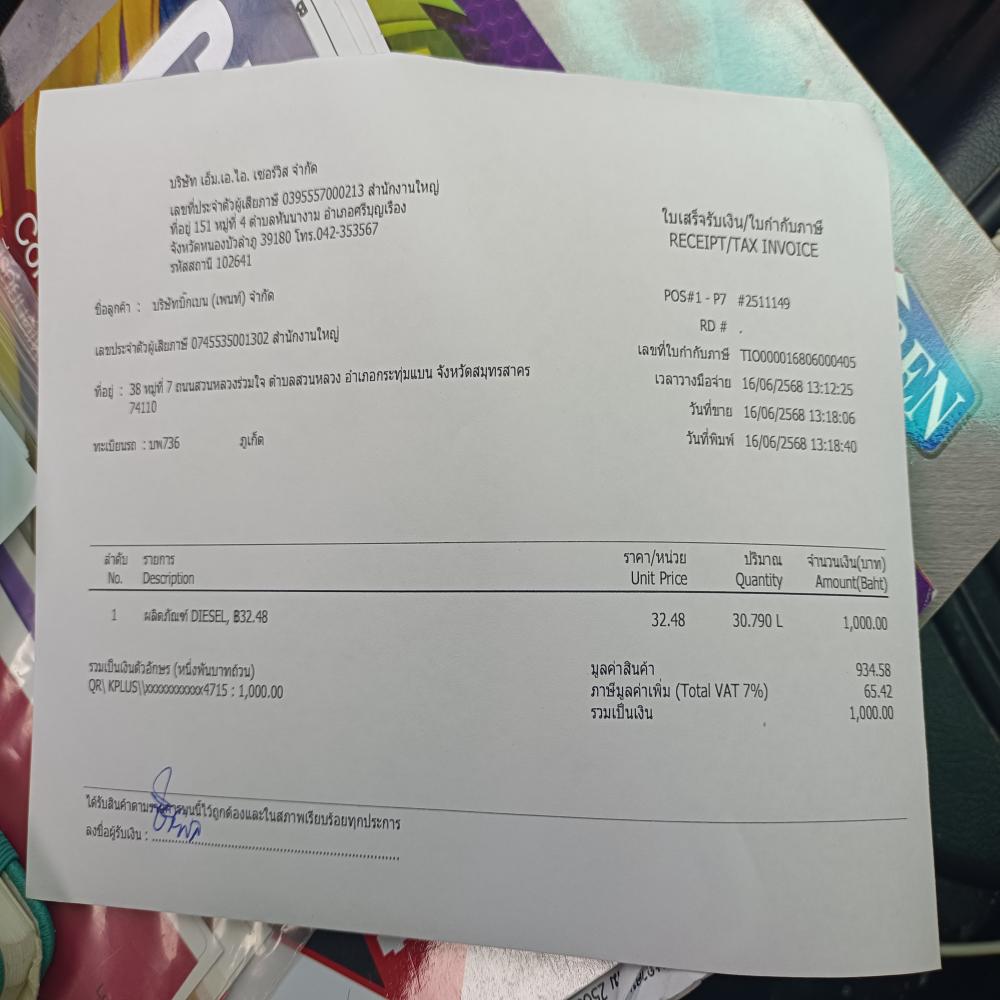 บริษัท เอ็ม.เอ.ไอ. เซอร์วิส จำกัด
เลขที่ประจำตัวผู้เสียภาษี 0395557000213 สำนักงานใหญ่
ที่อยู่ 151 หมู่ที่ 4 ตำบลหันนางาม อำเภอศรีบุญเรือง
จังหวัดหนองบัวลำภู 39180 โทร.042-353567
รหัสสถานี 102641
ใบเสร็จรับเงิน/ใบกำกับภาษี
RECEIPT/TAX INVOICE
ชื่อลูกค้า : บริษัทบิ๊กเบน (เพนท์) จำกัด
เลขประจำตัวผู้เสียภาษี 0745535001302 สำนักงานใหญ่
ที่อยู่ : 38 หมู่ที่ 7 ถนนสวนหลวงร่วมใจ ตำบลสวนหลวง อำเภอกระทุ่มแบน จังหวัดสมุทรสาคร
74110
ทะเบียนรถ : บพ736 ภูเก็ต
POS#1 - P7 #2511149
RD # .
เลขที่ใบกำกับภาษี TIO000016806000405
เวลาวางมือจ่าย 16/06/2568 13:12:25
วันที่ขาย 16/06/2568 13:18:06
วันที่พิมพ์ 16/06/2568 13:18:40
ลำดับ รายการ ราคา/หน่วย ปริมาณ จำนวนเงิน(บาท)
No. Description Unit Price Quantity Amount(Baht)
1 ผลิตภัณฑ์ DIESEL, ฿32.48 32.48 30.790 L 1,000.00
รวมเป็นเงินตัวอักษร (หนึ่งพันบาทถ้วน)
QR\ KPLUS\\xxxxxxxxxxx4715 : 1,000.00
มูลค่าสินค้า 934.58
ภาษีมูลค่าเพิ่ม (Total VAT 7%) 65.42
รวมเป็นเงิน 1,000.00
ได้รับสินค้าตามรายการบนนี้ไว้ถูกต้องและในสภาพเรียบร้อยทุกประการ
ลงชื่อผู้รับเงิน :